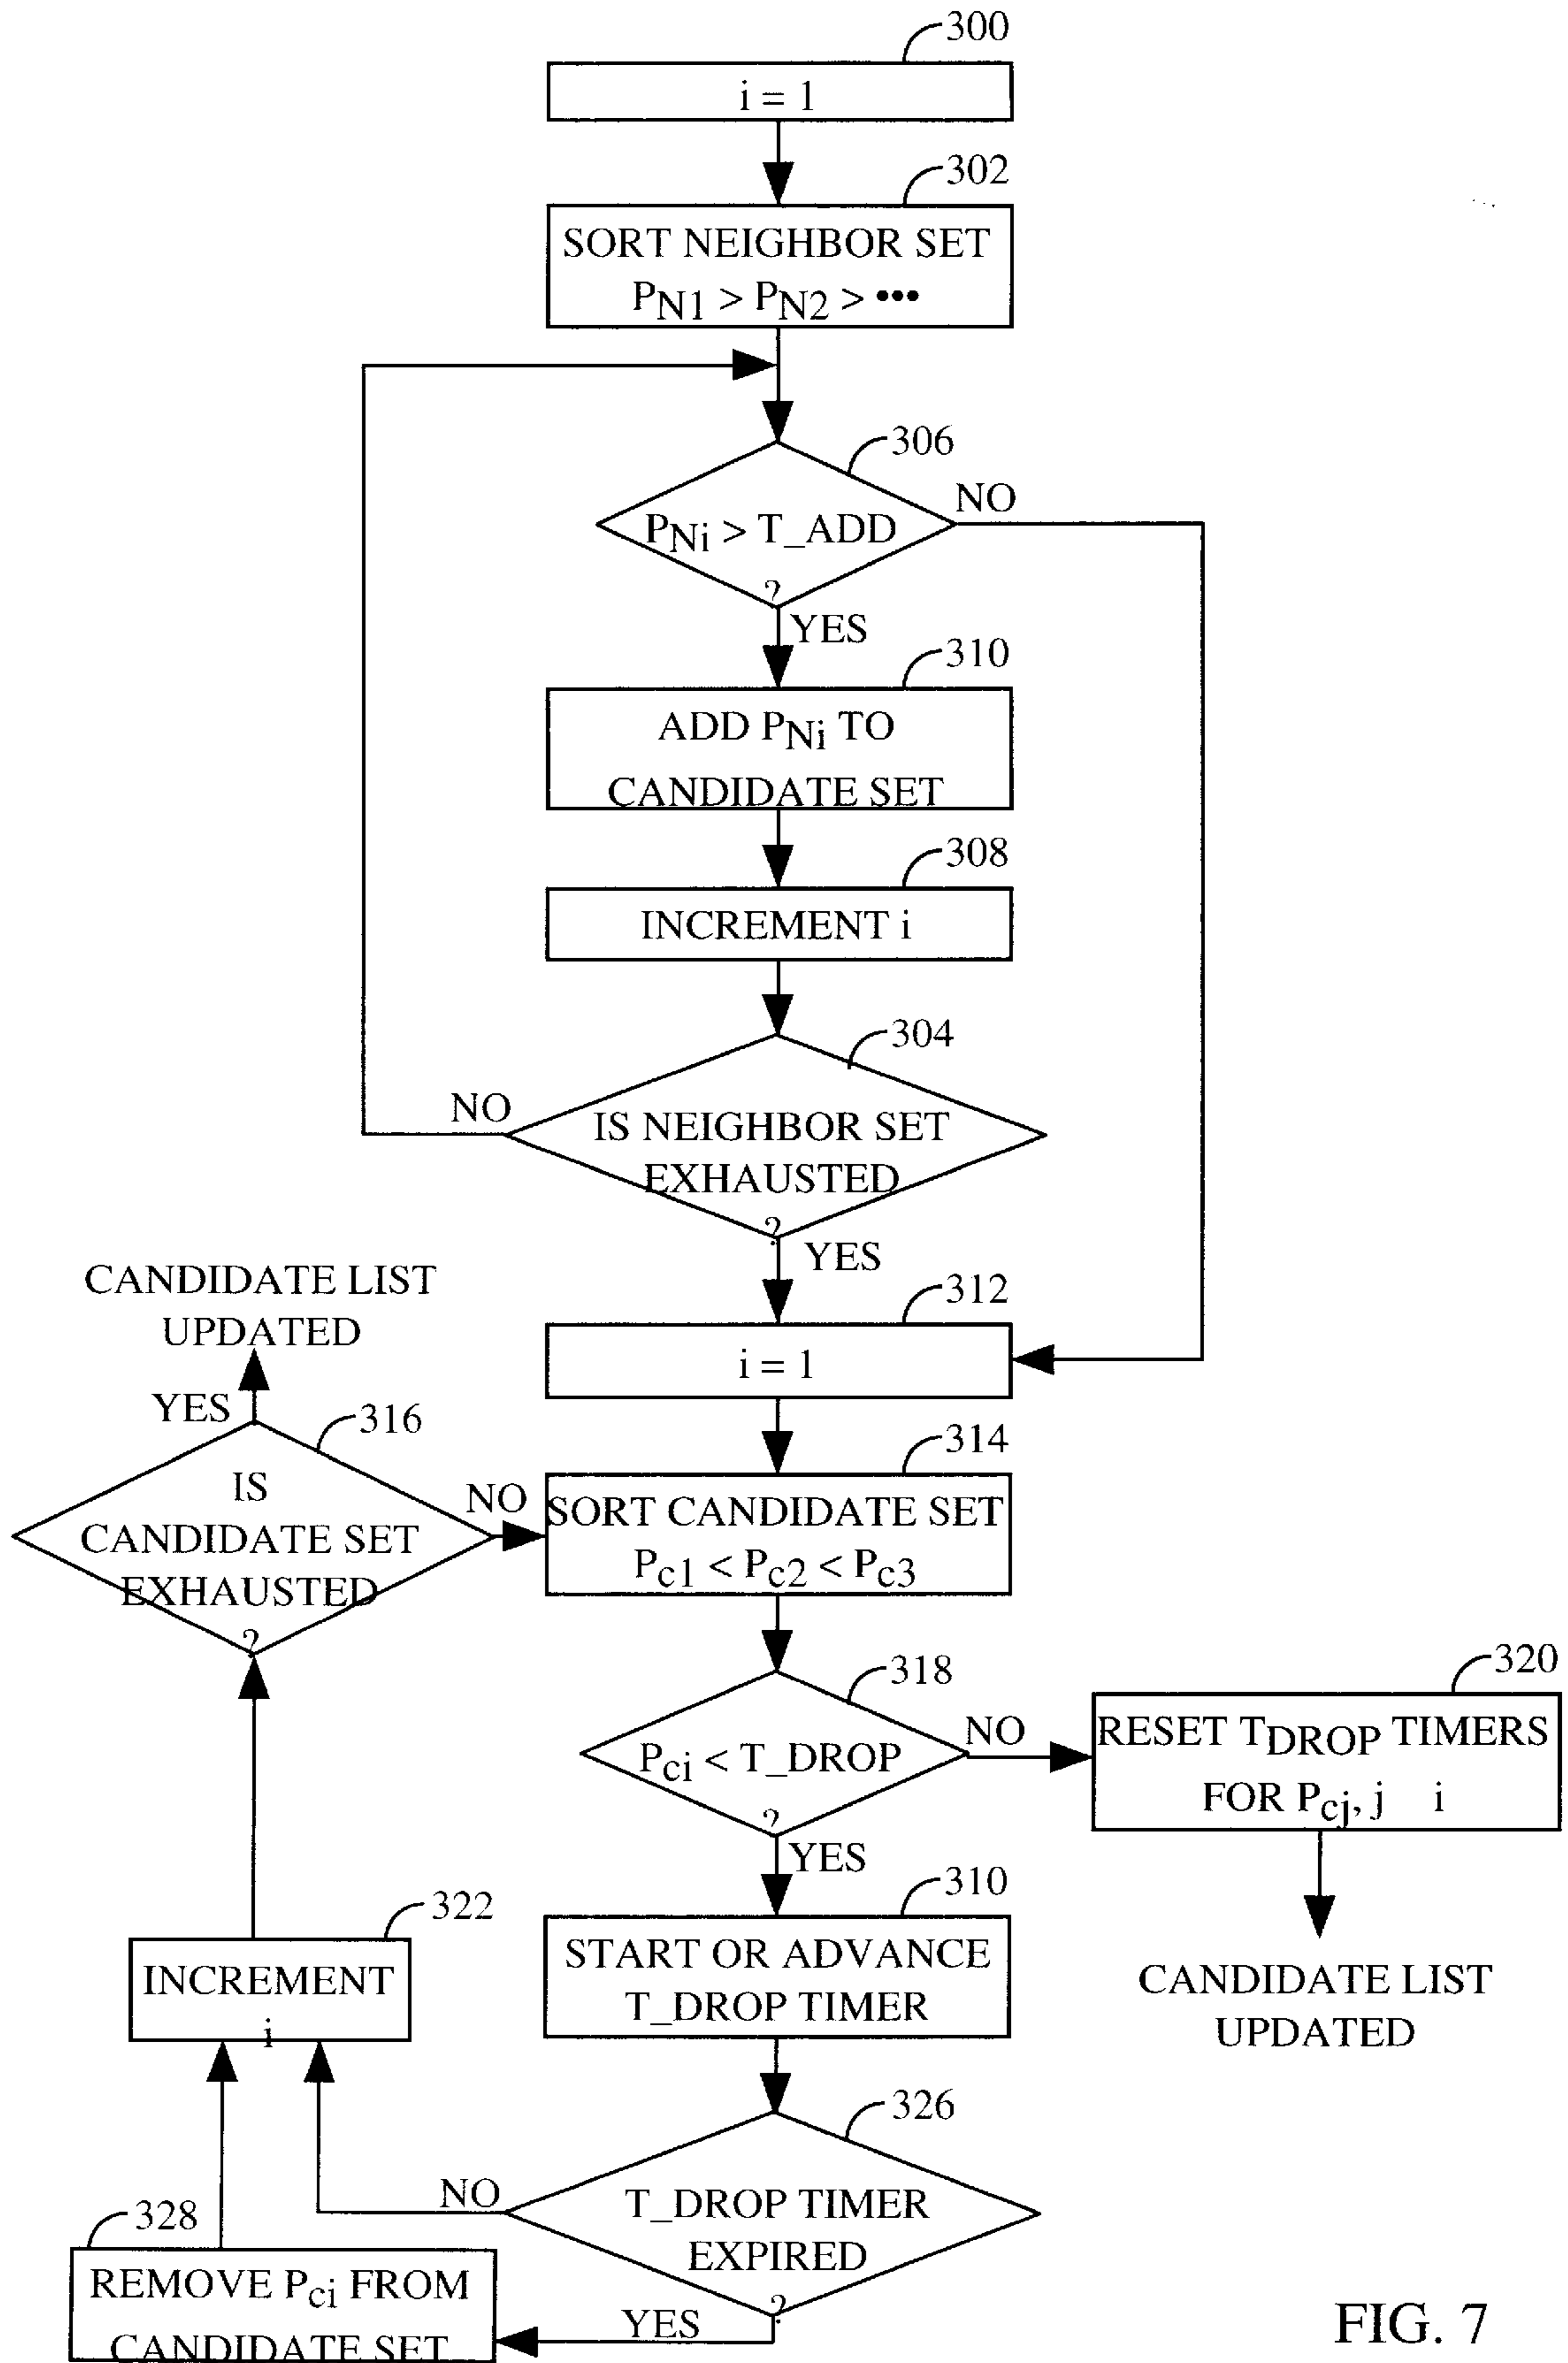 300
i = 1
302
SORT NEIGHBOR SET
PN1 > PN2 > •••
306
PNi > T_ADD
?
NO
YES
310
ADD PNi TO
CANDIDATE SET
308
INCREMENT i
304
NO
IS NEIGHBOR SET
EXHAUSTED
?
YES
CANDIDATE LIST
UPDATED
312
i = 1
YES
316
IS
CANDIDATE SET
EXHAUSTED
?
NO
314
SORT CANDIDATE SET
Pc1 < Pc2 < Pc3
318
Pci < T_DROP
?
NO
320
RESET TDROP TIMERS
FOR Pcj, j i
YES
310
START OR ADVANCE
T_DROP TIMER
322
INCREMENT
i
CANDIDATE LIST
UPDATED
326
NO
T_DROP TIMER
EXPIRED
?
YES
328
REMOVE Pci FROM
CANDIDATE SET
FIG. 7